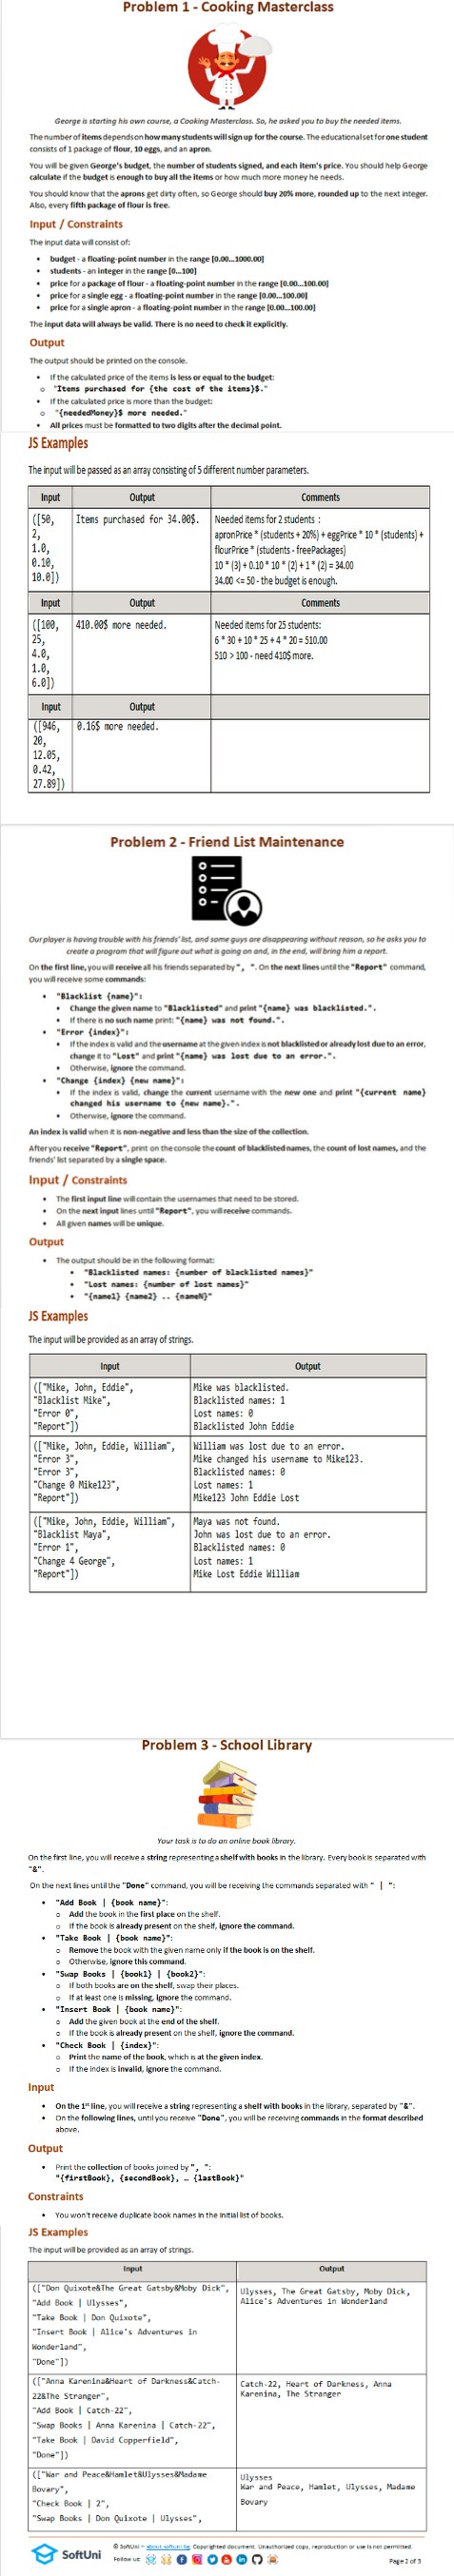 Problem 1 - Cooking Masterclass
George is starting his own course, a Cooking Masterclass. So, he asked you to buy the needed items.
The number of items depends on how many students will sign up for the course. The educational set for one student
consists of 1 package of flour, 10 eggs, and an apron.
You will be given George's budget, the number of students signed, and each item's price. You should help George
calculate if the budget is enough to buy all the items or how much more money he needs.
You should know that the aprons get dirty often, so George should buy 20% more, rounded up to the next integer.
Also, every fifth package of flour is free.
Input / Constraints
The input data will consist of:
• budget - a floating-point number in the range [0.00…1000.00]
• students - an integer in the range [0…100]
• price for a package of flour - a floating-point number in the range [0.00…100.00]
• price for a single egg - a floating-point number in the range [0.00…100.00]
• price for a single apron - a floating-point number in the range [0.00…100.00]
The input data will always be valid. There is no need to check it explicitly.
Output
The output should be printed on the console.
• If the calculated price of the items is less or equal to the budget:
o "Items purchased for {the cost of the items}$."
• If the calculated price is more than the budget:
o "{neededMoney}$ more needed."
• All prices must be formatted to two digits after the decimal point.
JS Examples
The input will be passed as an array consisting of 5 different number parameters.
Input Output Comments
([50, Items purchased for 34.00$. Needed items for 2 students :
2, apronPrice * (students + 20%) + eggPrice * 10 * (students) +
1.0, flourPrice * (students - freePackages)
0.10, 10 * (3) + 0.10 * 10 * (2) + 1 * (2) = 34.00
10.0]) 34.00 <= 50 - the budget is enough.
Input Output Comments
([100, 410.00$ more needed. Needed items for 25 students:
25, 6 * 30 + 10 * 25 + 4 * 20 = 510.00
4.0, 510 > 100 - need 410$ more.
1.0,
6.0])
Input Output
([946, 0.16$ more needed.
20,
12.05,
0.42,
27.89])
Problem 2 - Friend List Maintenance
Our player is having trouble with his friends' list, and some guys are disappearing without reason, so he asks you to
create a program that will figure out what is going on and, in the end, will bring him a report.
On the first line, you will receive all his friends separated by ", ". On the next lines until the "Report" command,
you will receive some commands:
• "Blacklist {name}":
• Change the given name to "Blacklisted" and print "{name} was blacklisted.".
• If there is no such name print: "{name} was not found.".
• "Error {index}":
• If the index is valid and the username at the given index is not blacklisted or already lost due to an error,
change it to "Lost" and print "{name} was lost due to an error.".
• Otherwise, ignore the command.
• "Change {index} {new name}":
• If the index is valid, change the current username with the new one and print "{current name}
changed his username to {new name}.".
• Otherwise, ignore the command.
An index is valid when it is non-negative and less than the size of the collection.
After you receive "Report", print on the console the count of blacklisted names, the count of lost names, and the
friends' list separated by a single space.
Input / Constraints
• The first input line will contain the usernames that need to be stored.
• On the next input lines until "Report", you will receive commands.
• All given names will be unique.
Output
• The output should be in the following format:
• "Blacklisted names: {number of blacklisted names}"
• "Lost names: {number of lost names}"
• "{name1} {name2} .. {nameN}"
JS Examples
The input will be provided as an array of strings.
Input Output
(["Mike, John, Eddie", Mike was blacklisted.
"Blacklist Mike", Blacklisted names: 1
"Error 0", Lost names: 0
"Report"]) Blacklisted John Eddie
(["Mike, John, Eddie, William", William was lost due to an error.
"Error 3", Mike changed his username to Mike123.
"Error 3", Blacklisted names: 0
"Change 0 Mike123", Lost names: 1
"Report"]) Mike123 John Eddie Lost
(["Mike, John, Eddie, William", Maya was not found.
"Blacklist Maya", John was lost due to an error.
"Error 1", Blacklisted names: 0
"Change 4 George", Lost names: 1
"Report"]) Mike Lost Eddie William
Problem 3 - School Library
Your task is to do an online book library.
On the first line, you will receive a string representing a shelf with books in the library. Every book is separated with
"&".
On the next lines until the "Done" command, you will be receiving the commands separated with " | ":
• "Add Book | {book name}":
o Add the book in the first place on the shelf.
o If the book is already present on the shelf, ignore the command.
• "Take Book | {book name}":
o Remove the book with the given name only if the book is on the shelf.
o Otherwise, ignore this command.
• "Swap Books | {book1} | {book2}":
o If both books are on the shelf, swap their places.
o If at least one is missing, ignore the command.
• "Insert Book | {book name}":
o Add the given book at the end of the shelf.
o If the book is already present on the shelf, ignore the command.
• "Check Book | {index}":
o Print the name of the book, which is at the given index.
o If the index is invalid, ignore the command.
Input
• On the 1st line, you will receive a string representing a shelf with books in the library, separated by "&".
• On the following lines, until you receive "Done", you will be receiving commands in the format described
above.
Output
• Print the collection of books joined by ", ":
"{firstBook}, {secondBook}, … {lastBook}"
Constraints
• You won't receive duplicate book names in the initial list of books.
JS Examples
The input will be provided as an array of strings.
Input Output
(["Don Quixote&The Great Gatsby&Moby Dick", Ulysses, The Great Gatsby, Moby Dick,
"Add Book | Ulysses", Alice's Adventures in Wonderland
"Take Book | Don Quixote",
"Insert Book | Alice's Adventures in
Wonderland",
"Done"])
(["Anna Karenina&Heart of Darkness&Catch- Catch-22, Heart of Darkness, Anna
22&The Stranger", Karenina, The Stranger
"Add Book | Catch-22",
"Swap Books | Anna Karenina | Catch-22",
"Take Book | David Copperfield",
"Done"])
(["War and Peace&Hamlet&Ulysses&Madame Ulysses
Bovary", War and Peace, Hamlet, Ulysses, Madame
"Check Book | 2", Bovary
"Swap Books | Don Quixote | Ulysses",
SoftUni
© SoftUni – about.softuni.bg. Copyrighted document. Unauthorized copy, reproduction or use is not permitted.
Follow us:
Page 2 of 3